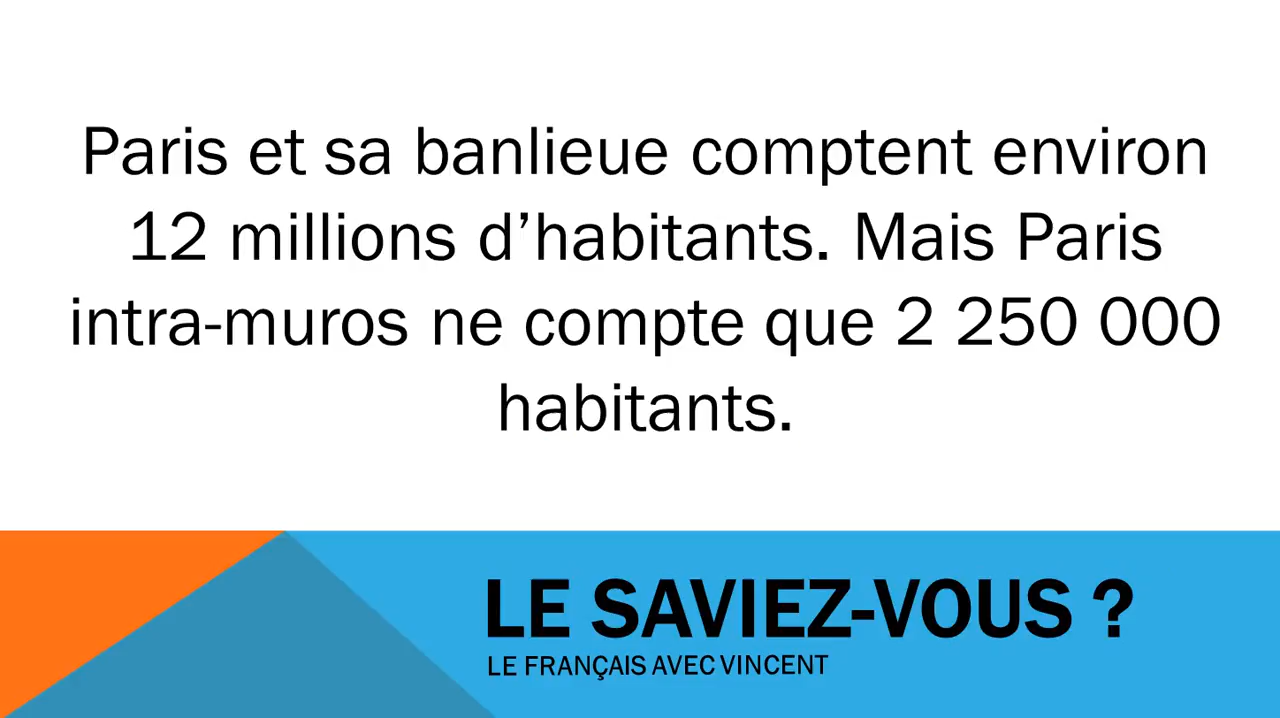 Paris et sa banlieue comptent environ
12 millions d’habitants. Mais Paris
intra-muros ne compte que 2 250 000
habitants.
LE SAVIEZ-VOUS ?
LE FRANÇAIS AVEC VINCENT